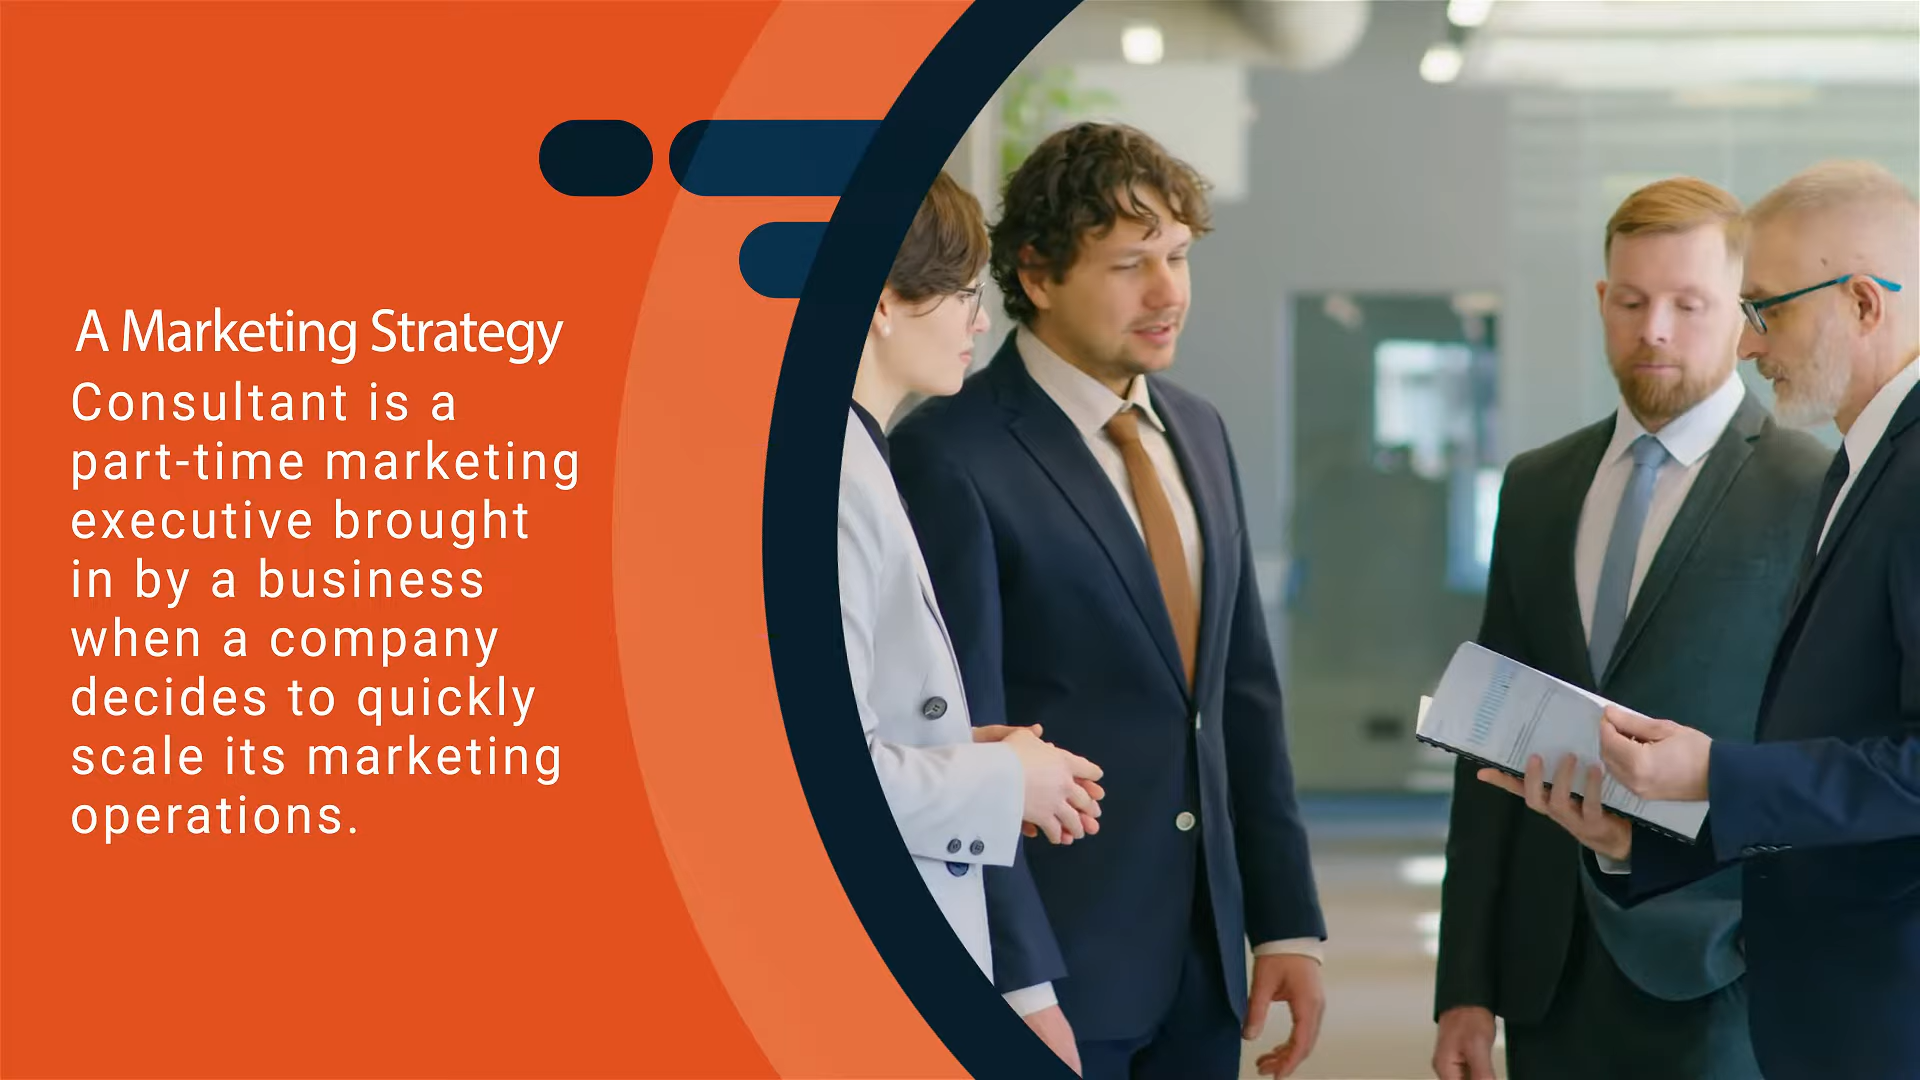 A Marketing Strategy
Consultant is a
part-time marketing
executive brought
in by a business
when a company
decides to quickly
scale its marketing
operations.